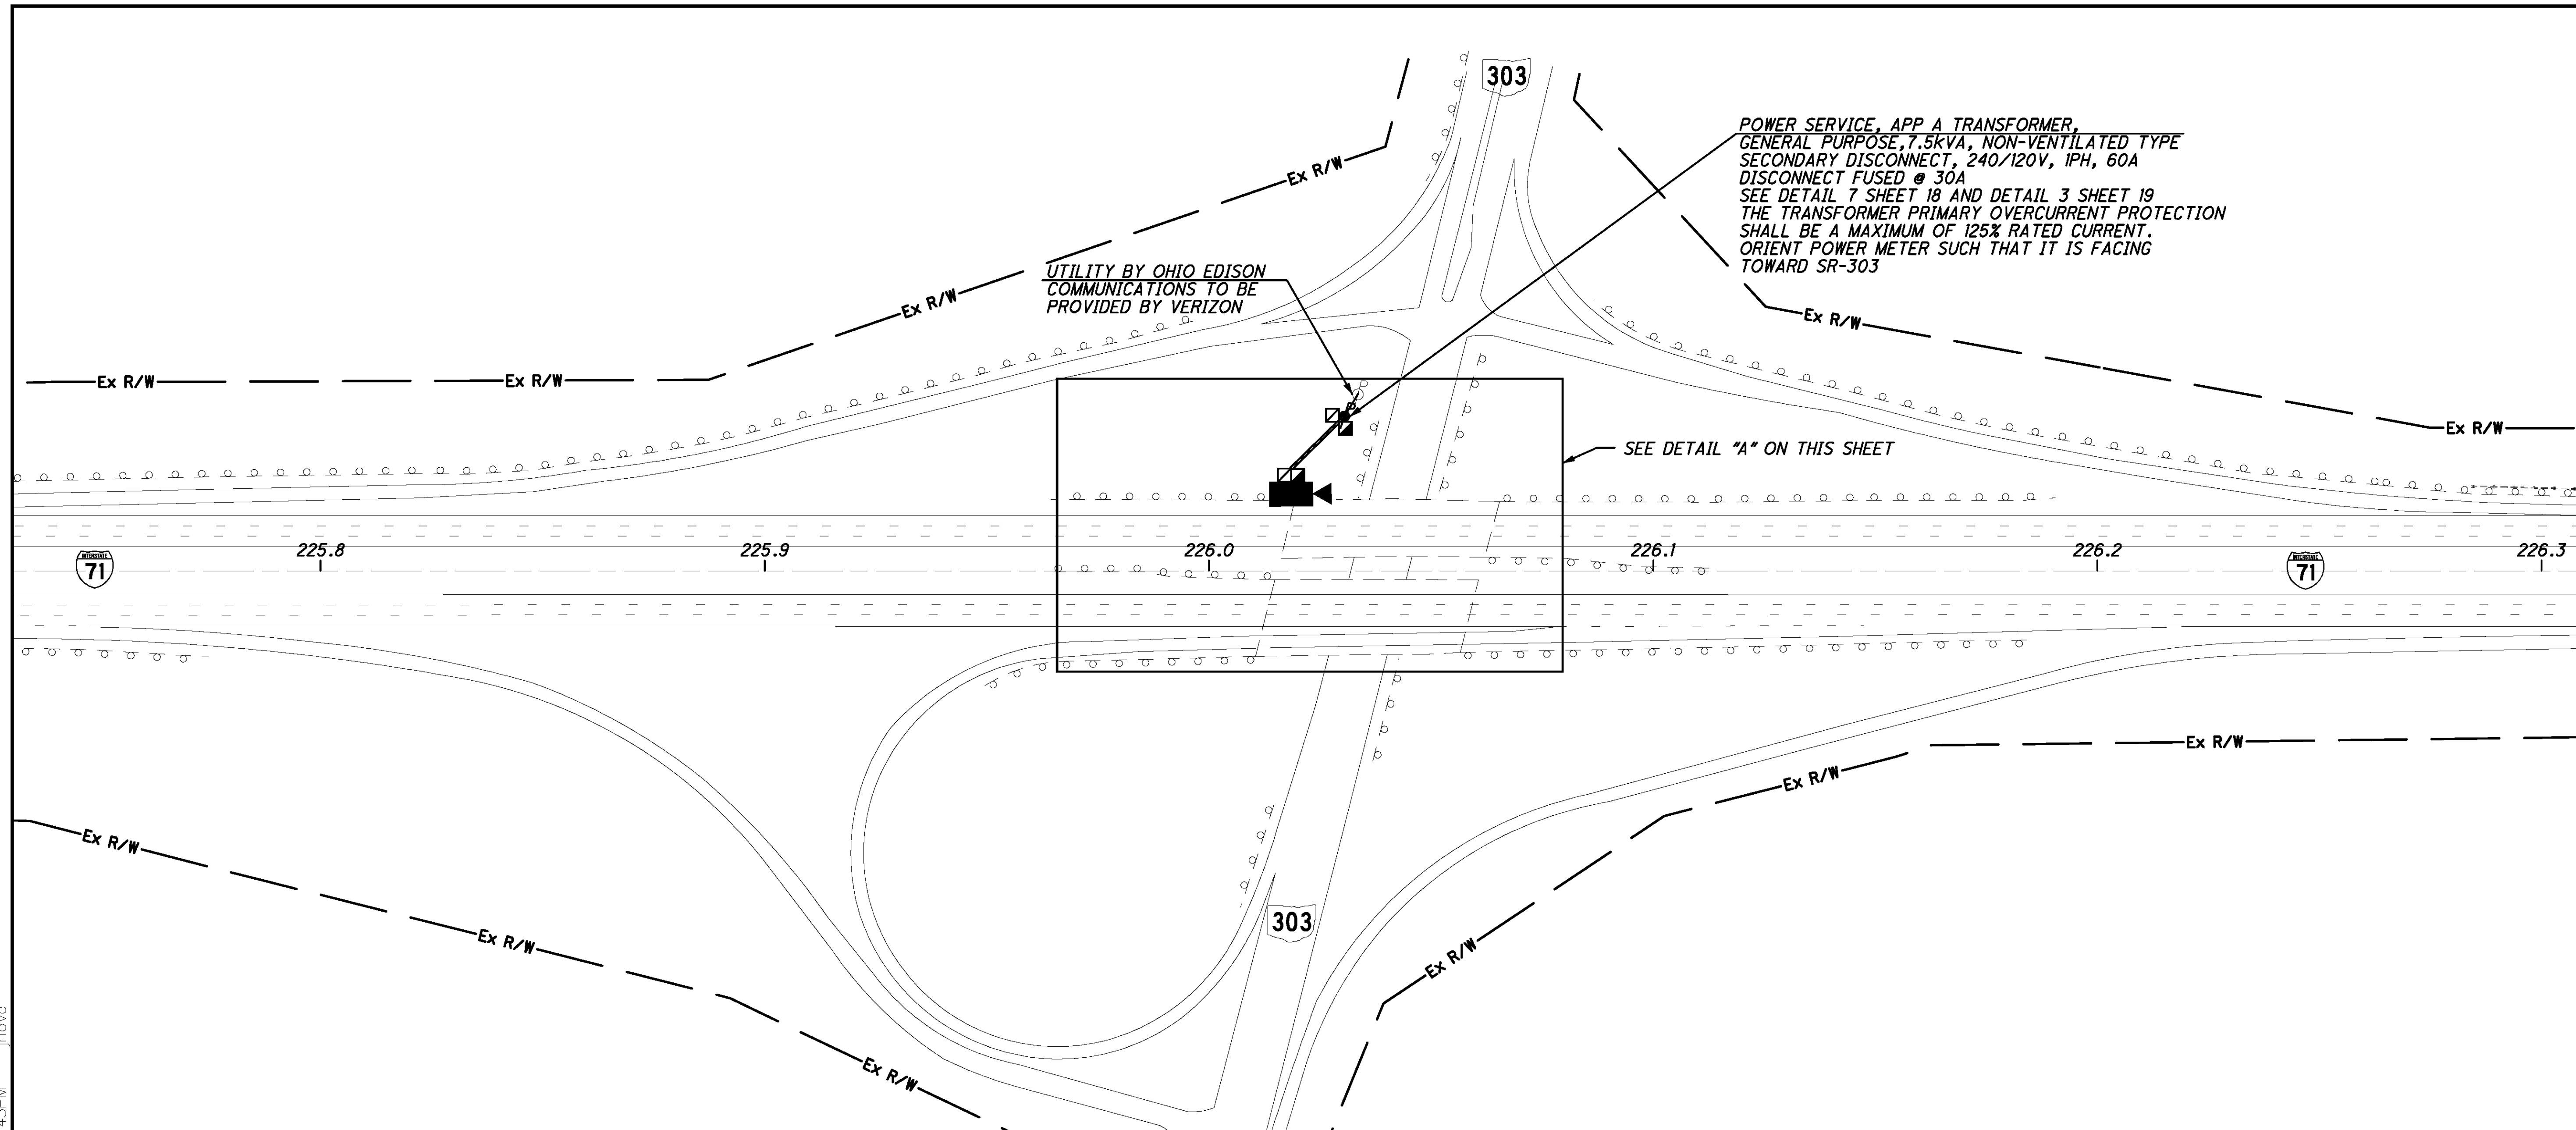 303
POWER SERVICE, APP A TRANSFORMER,
GENERAL PURPOSE,7.5kVA, NON-VENTILATED TYPE
SECONDARY DISCONNECT, 240/120V, 1PH, 60A
DISCONNECT FUSED @ 30A
SEE DETAIL 7 SHEET 18 AND DETAIL 3 SHEET 19
THE TRANSFORMER PRIMARY OVERCURRENT PROTECTION
SHALL BE A MAXIMUM OF 125% RATED CURRENT.
ORIENT POWER METER SUCH THAT IT IS FACING
TOWARD SR-303
Ex R/W
UTILITY BY OHIO EDISON
COMMUNICATIONS TO BE
PROVIDED BY VERIZON
Ex R/W
Ex R/W
Ex R/W
Ex R/W
Ex R/W
SEE DETAIL "A" ON THIS SHEET
225.8
225.9
226.0
226.1
226.2
226.3
INTERSTATE
71
INTERSTATE
71
Ex R/W
Ex R/W
Ex R/W
303
Ex R/W
Ex R/W
Ex R/W